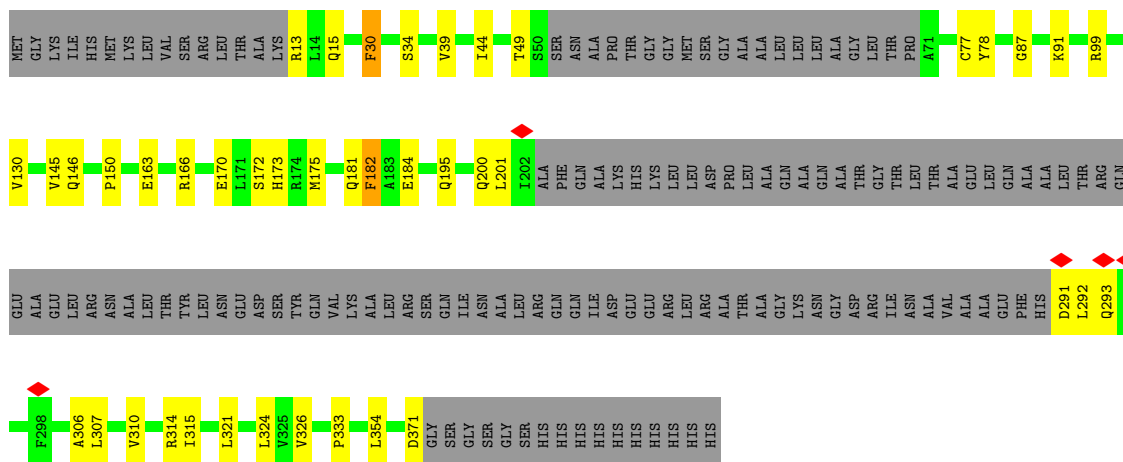 MET GLY LYS ILE HIS MET LYS LEU VAL SER ARG LEU THR ALA LYS R13 L14 Q15 F30 S34 V39 I44 T49 S50 SER ASN ALA PRO THR GLY GLY MET SER GLY ALA ALA LEU LEU LEU ALA GLY LEU THR PRO A71 C77 Y78 G87 K91 R99
V130 V145 Q146 P150 E163 R166 E170 L171 S172 H173 R174 M175 Q181 F182 A183 E184 Q195 Q200 L201 I202 ALA PHE GLN ALA LYS HIS LYS LEU LEU ASP PRO LEU ALA GLN ALA GLN ALA THR GLY THR LEU THR ALA GLU LEU GLN ALA ALA LEU THR ARG GLN
GLU ALA GLU LEU ARG ASN ALA LEU THR TYR LEU ASN GLU ASP SER TYR GLN VAL LYS ALA LEU ARG SER GLN ILE ASN ALA LEU ARG GLN GLN ILE ASP GLU GLU ARG LEU ARG ALA THR ALA GLY LYS ASN GLY ASP ARG ILE ASN ALA VAL ALA ALA GLU PHE HIS D291 L292 Q293
F298 A306 L307 V310 R314 I315 L321 L324 V325 V326 P333 L354 D371 GLY SER GLY SER GLY SER HIS HIS HIS HIS HIS HIS HIS HIS HIS HIS